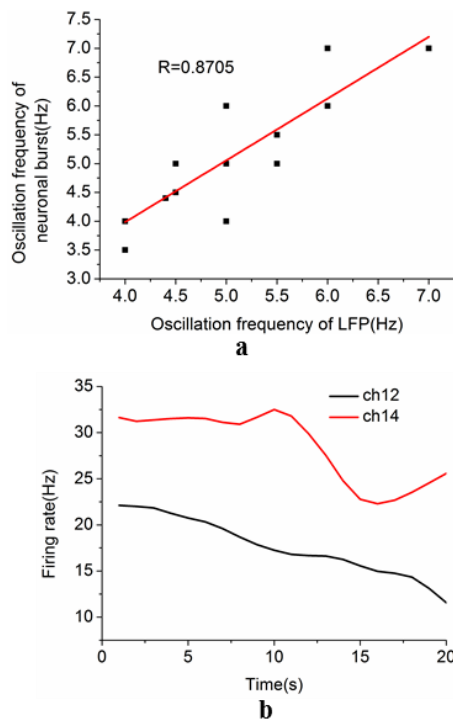 7.5
7.0
6.5
6.0
5.5
5.0
4.5
4.0
3.5
3.0
Oscillation frequency of
neuronal burst(Hz)
R=0.8705
4.0 4.5 5.0 5.5 6.0 6.5 7.0
Oscillation frequency of LFP(Hz)
a
35
30
25
20
15
10
Firing rate(Hz)
ch12
ch14
0 5 10 15 20
Time(s)
b